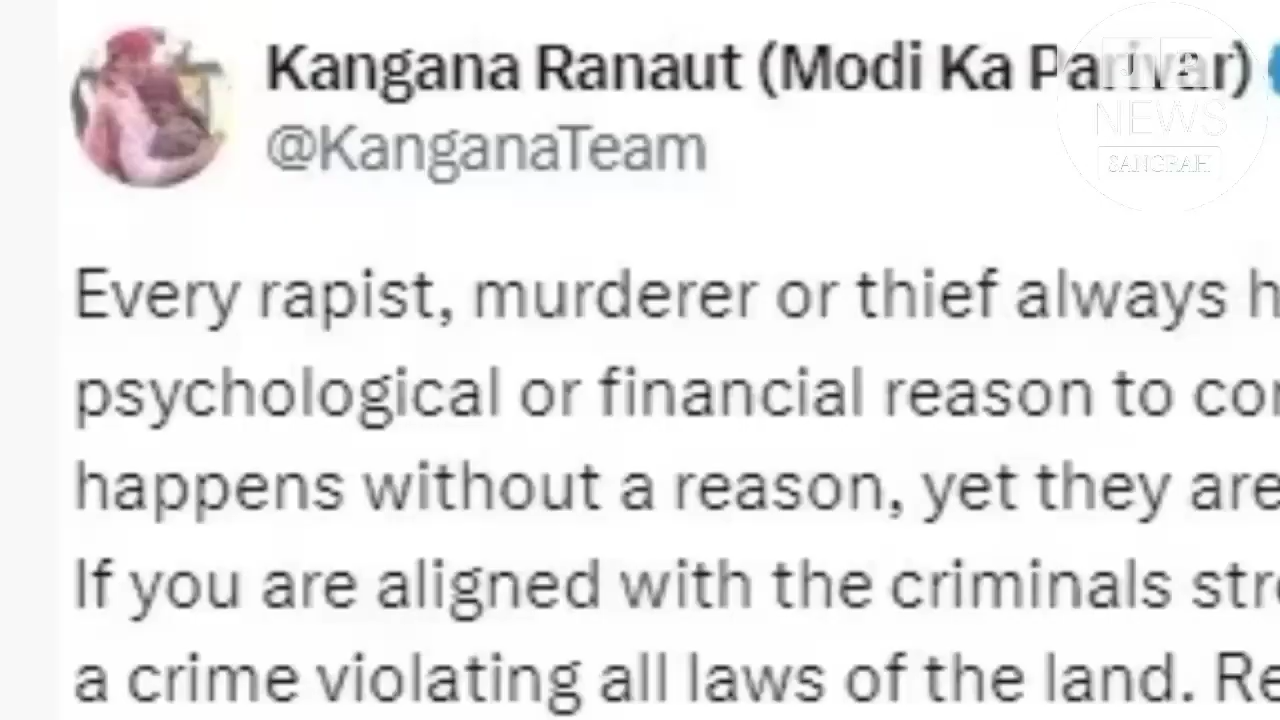 Kangana Ranaut (Modi Ka Parivar)
@KanganaTeam
NEWS
SANGRAH
Every rapist, murderer or thief always h
psychological or financial reason to co
happens without a reason, yet they are
If you are aligned with the criminals str
a crime violating all laws of the land. Re